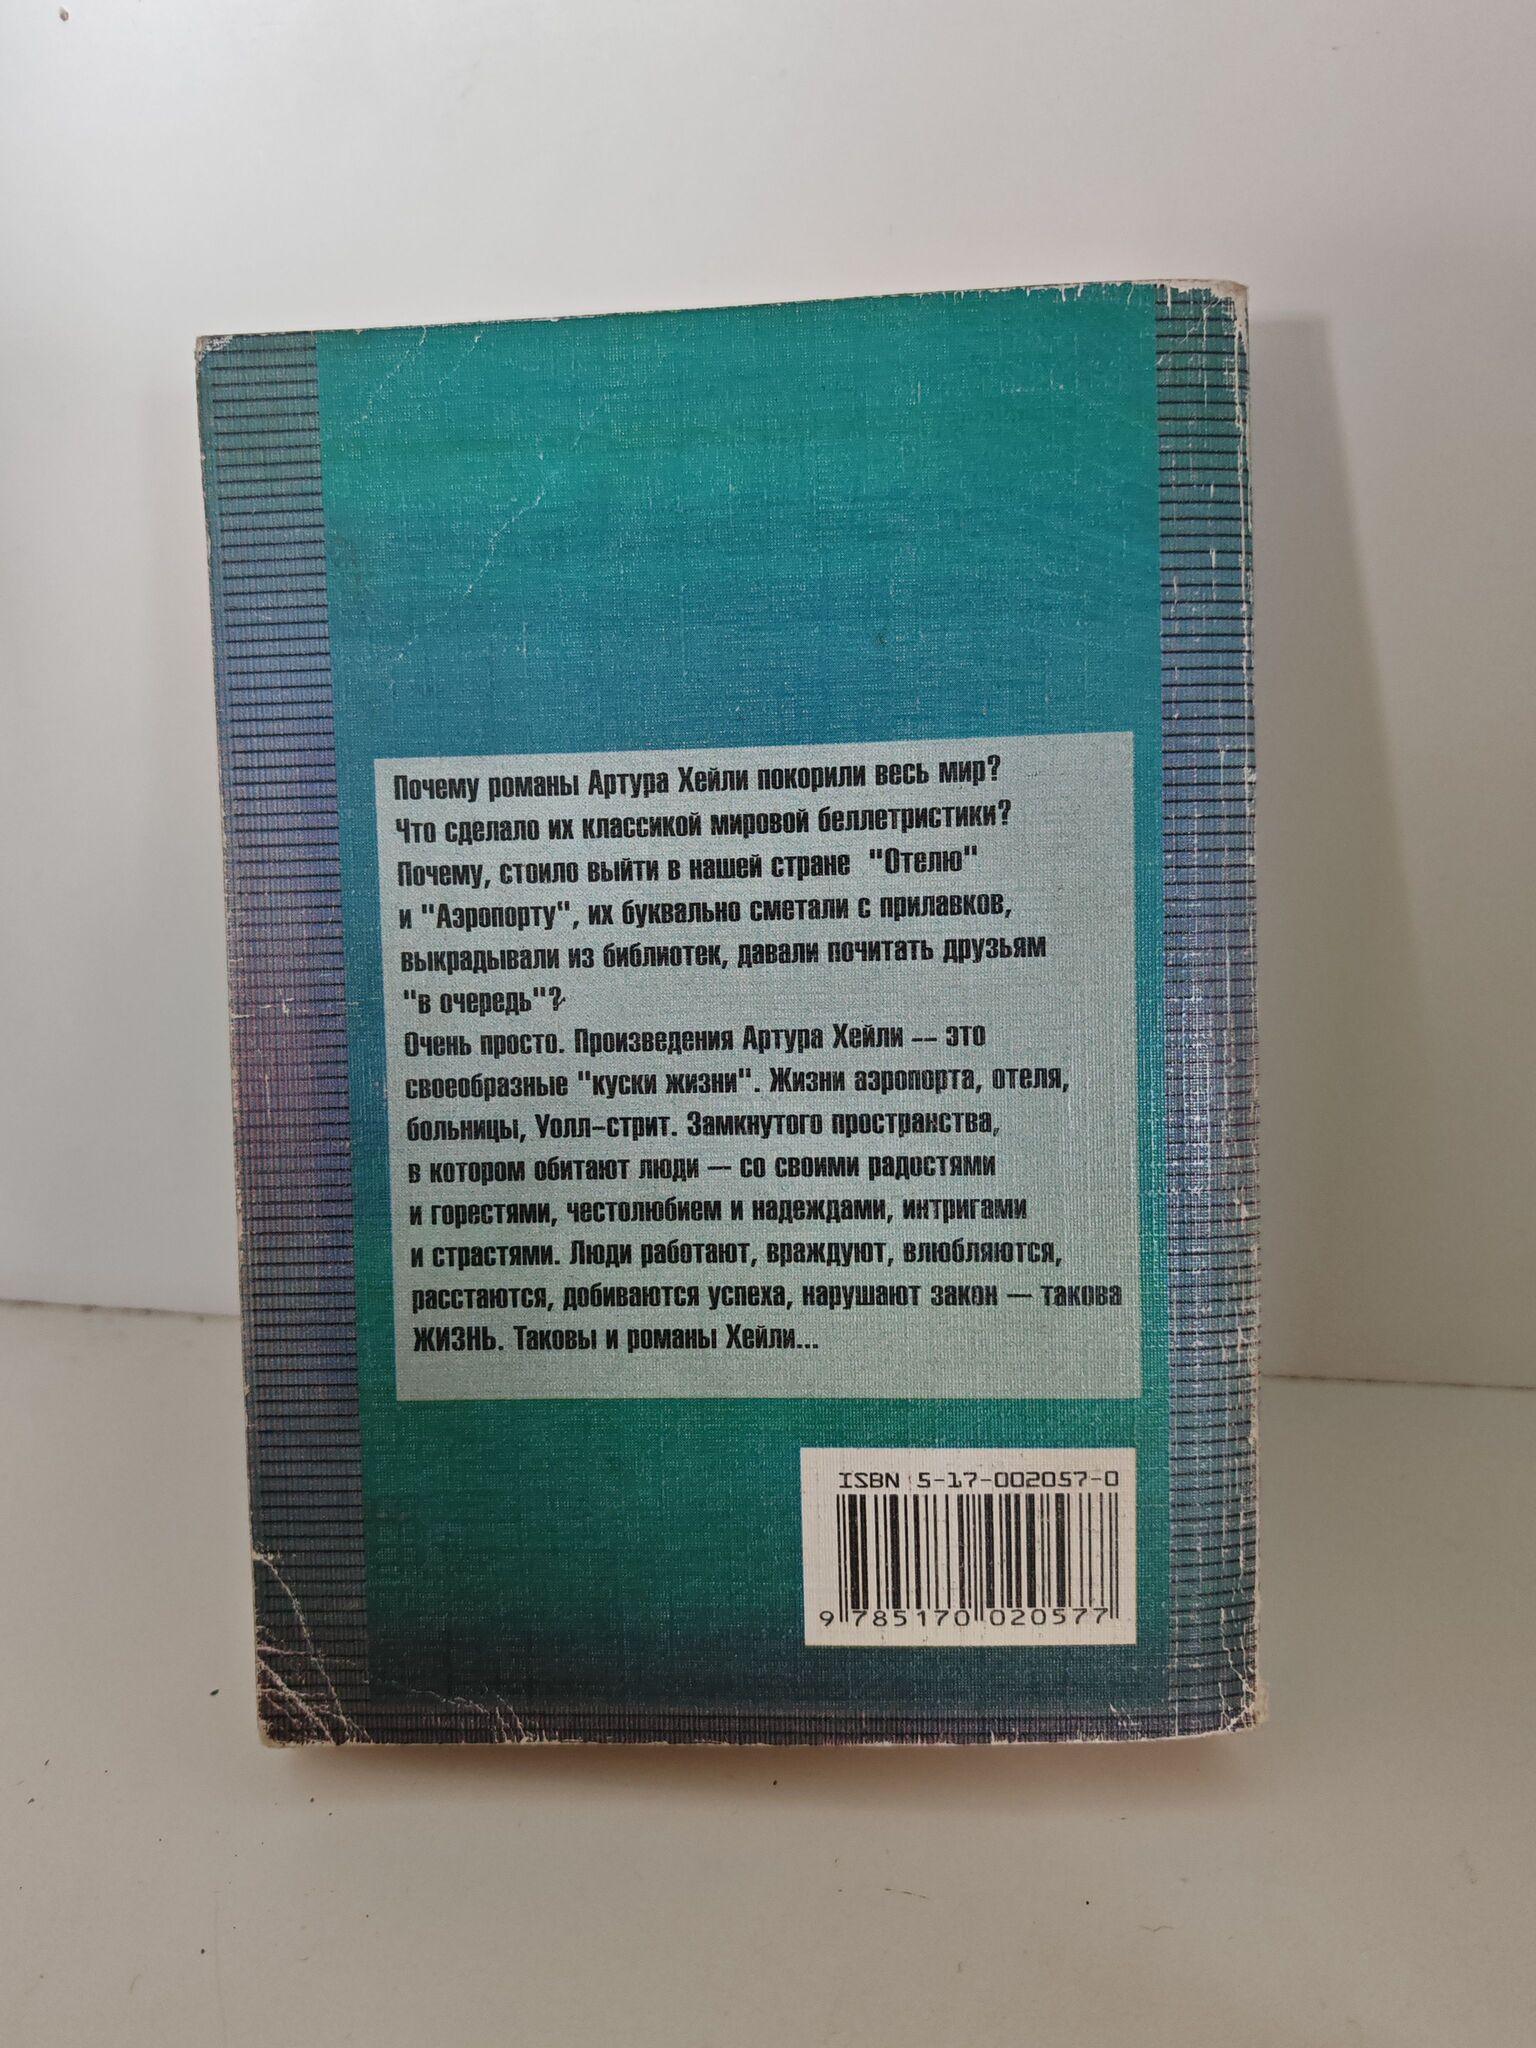 Почему романы Артура Хейли покорили весь мир?
Что сделало их классикой мировой беллетристики?
Почему, стоило выйти в нашей стране "Отелю"
и "Аэропорту", их буквально сметали с прилавков,
выкрадывали из библиотек, давали почитать друзьям
"в очередь"?
Очень просто. Произведения Артура Хейли -- это
своеобразные "куски жизни". Жизни аэропорта, отеля,
больницы, Уолл-стрит. Замкнутого пространства,
в котором обитают люди — со своими радостями
и горестями, честолюбием и надеждами, интригами
и страстями. Люди работают, враждуют, влюбляются,
расстаются, добиваются успеха, нарушают закон — такова
ЖИЗНЬ. Таковы и романы Хейли...
ISBN 5-17-002057-0
9 785170 020577